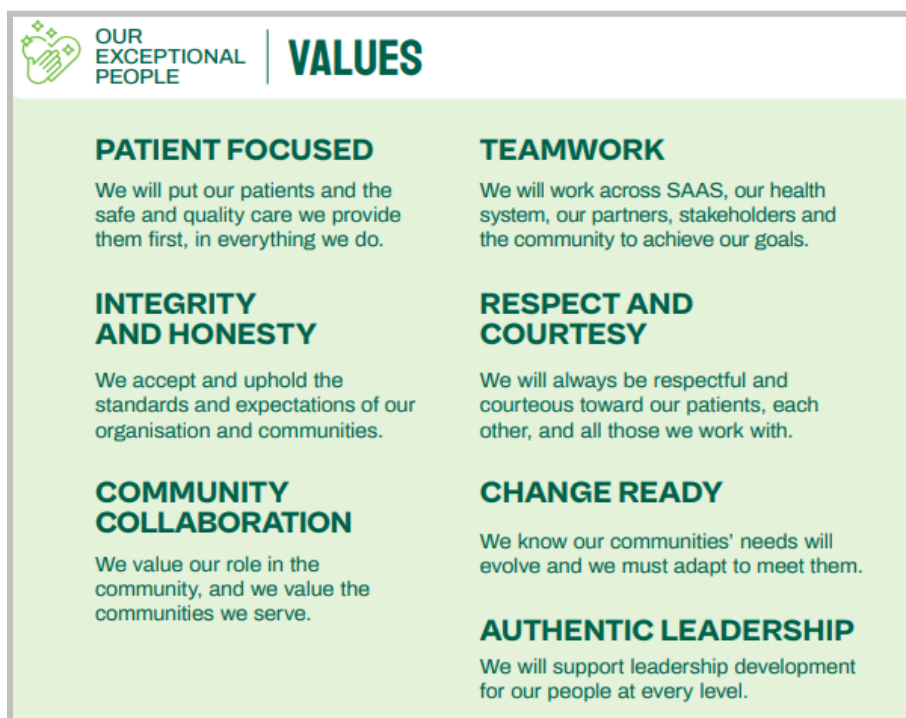 OUR
EXCEPTIONAL
PEOPLE
VALUES
PATIENT FOCUSED
We will put our patients and the
safe and quality care we provide
them first, in everything we do.
INTEGRITY
AND HONESTY
We accept and uphold the
standards and expectations of our
organisation and communities.
COMMUNITY
COLLABORATION
We value our role in the
community, and we value the
communities we serve.
TEAMWORK
We will work across SAAS, our health
system, our partners, stakeholders and
the community to achieve our goals.
RESPECT AND
COURTESY
We will always be respectful and
courteous toward our patients, each
other, and all those we work with.
CHANGE READY
We know our communities' needs will
evolve and we must adapt to meet them.
AUTHENTIC LEADERSHIP
We will support leadership development
for our people at every level.